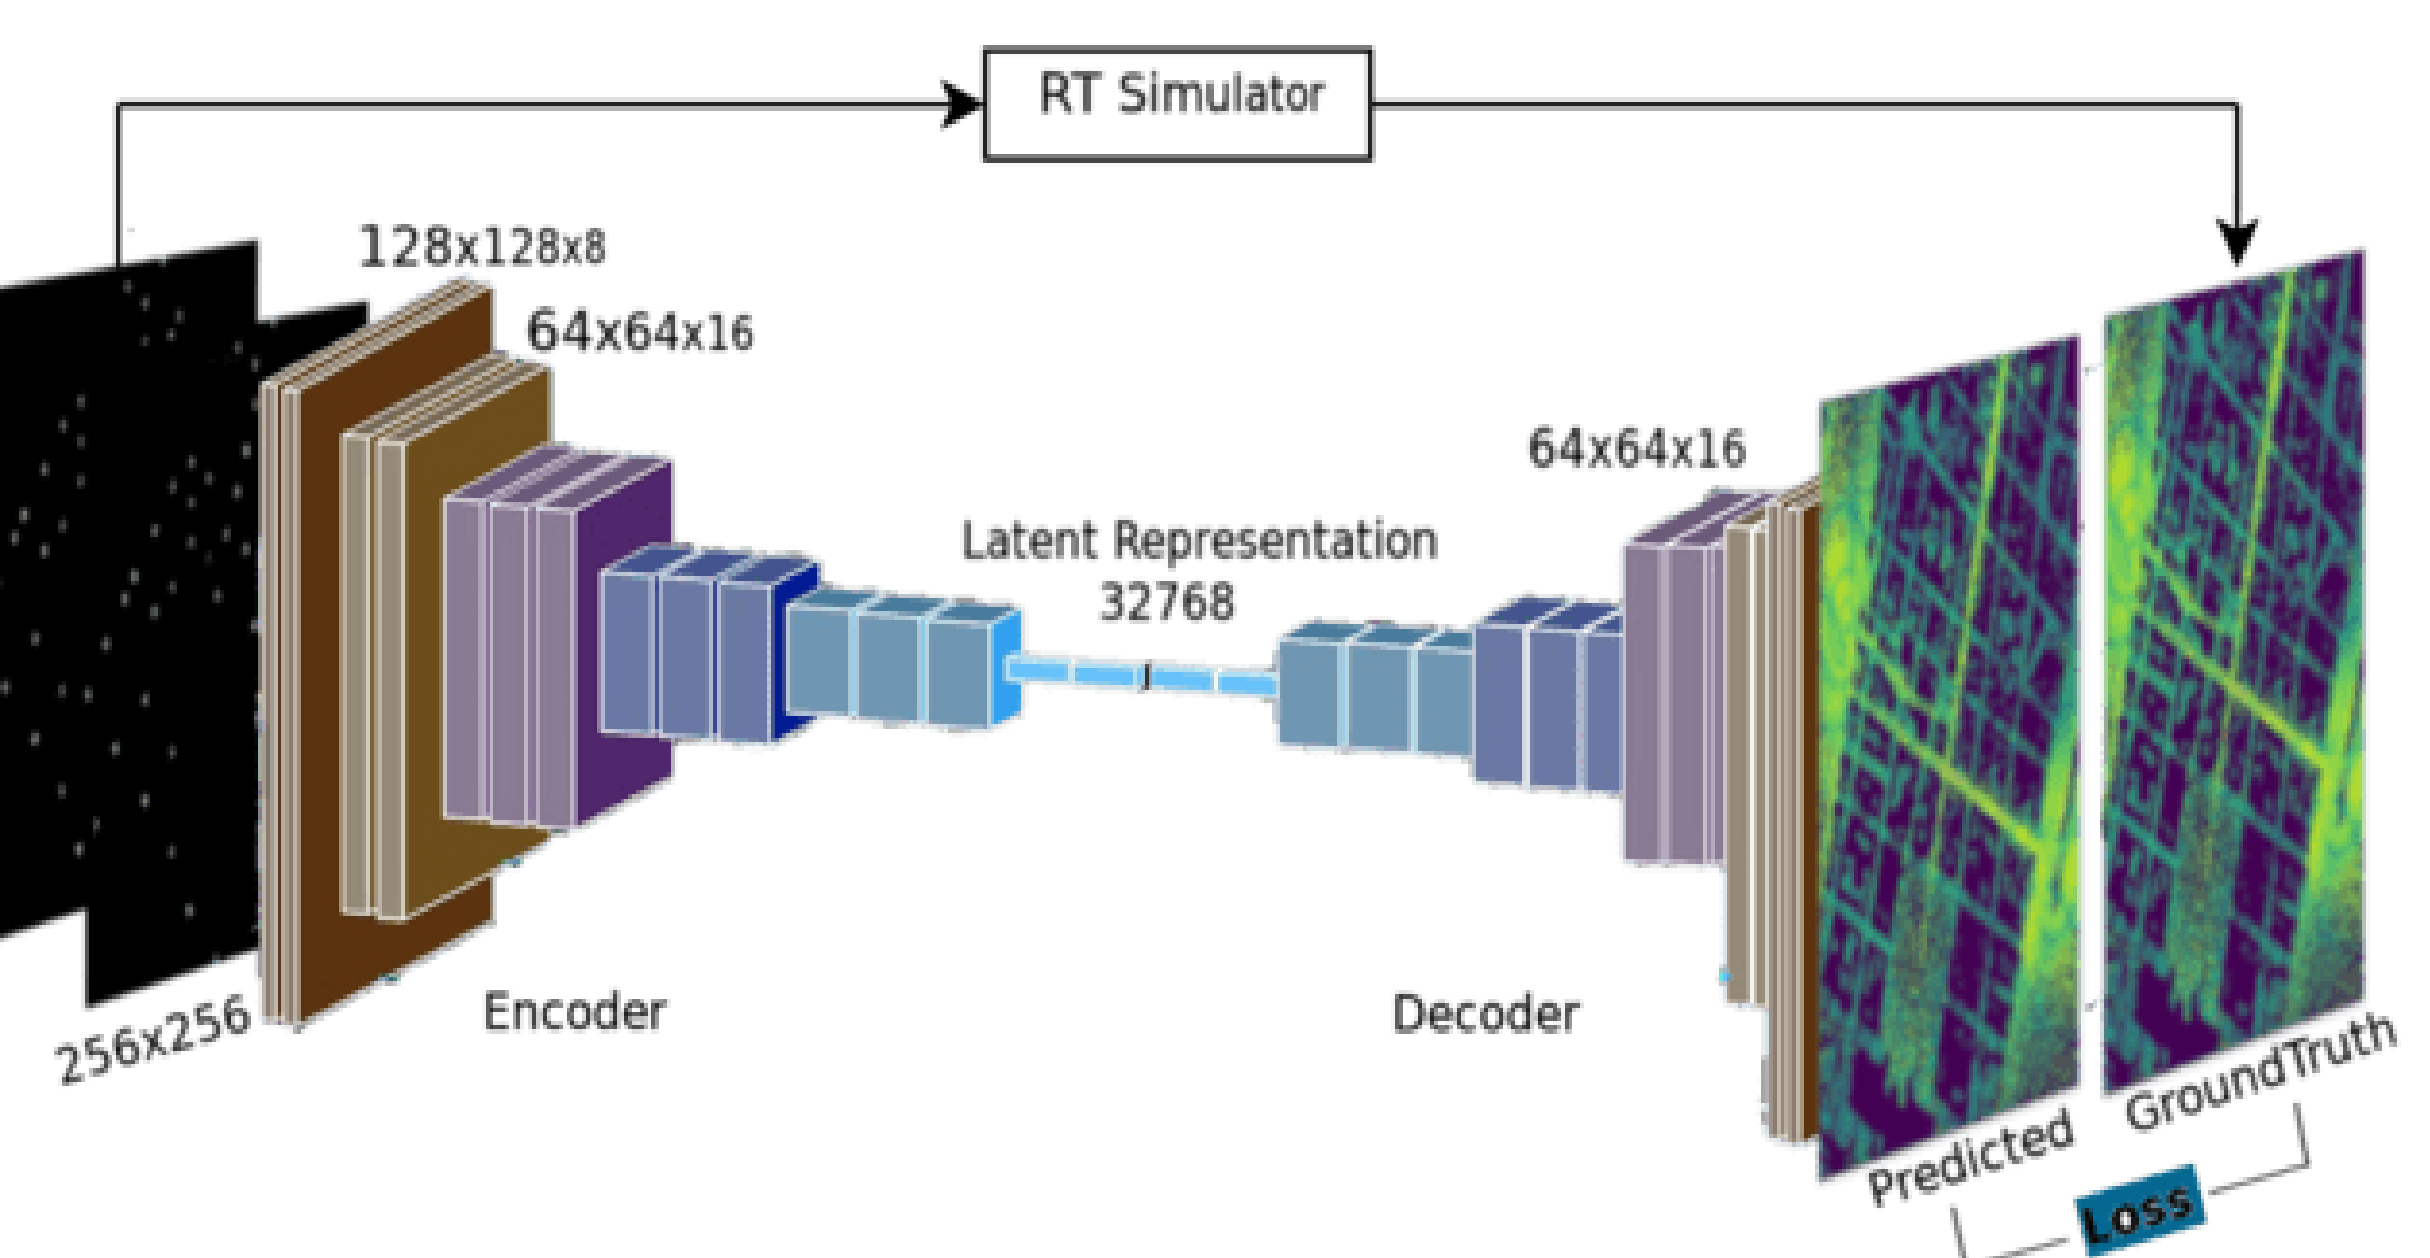 RT Simulator
128x128x8
64x64x16
64x64x16
Latent Representation
32768
Encoder
Decoder
256x256
GroundTruth
Predicted
Loss